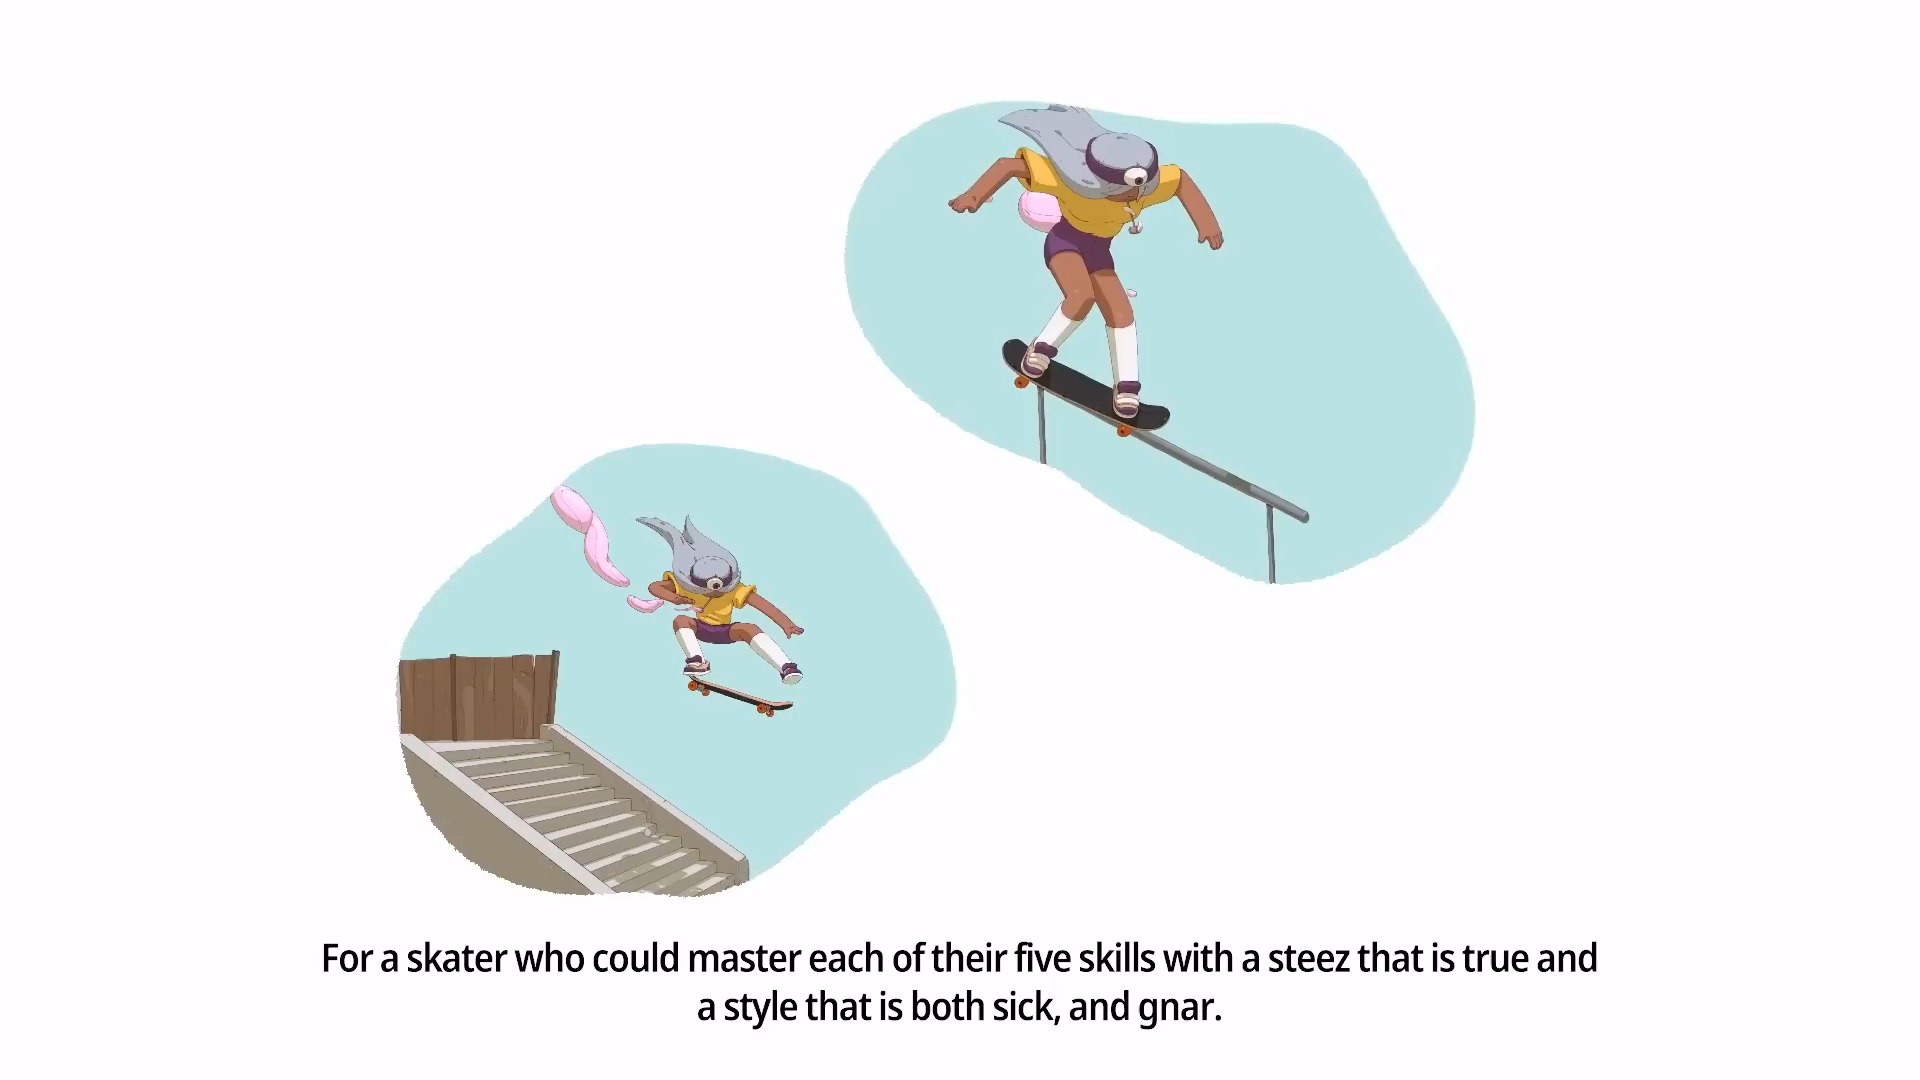 For a skater who could master each of their five skills with a steez that is true and
a style that is both sick, and gnar.